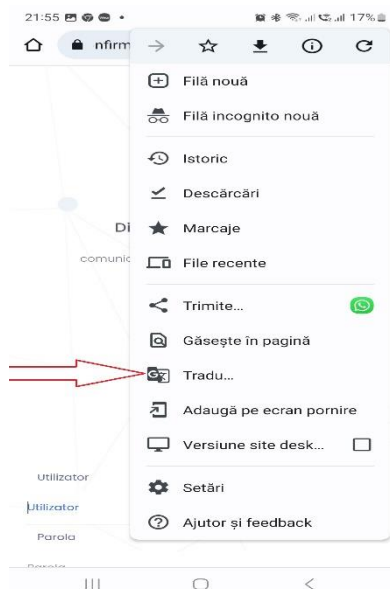 21:55
17%
nfirm
Filă nouă
Filă incognito nouă
Istoric
Descărcări
Di
Marcaje
comunic
File recente
Trimite...
Găsește în pagină
Tradu...
Adaugă pe ecran pornire
Versiune site desk...
Utilizator
Setări
Utilizator
Ajutor și feedback
Parola
Parola